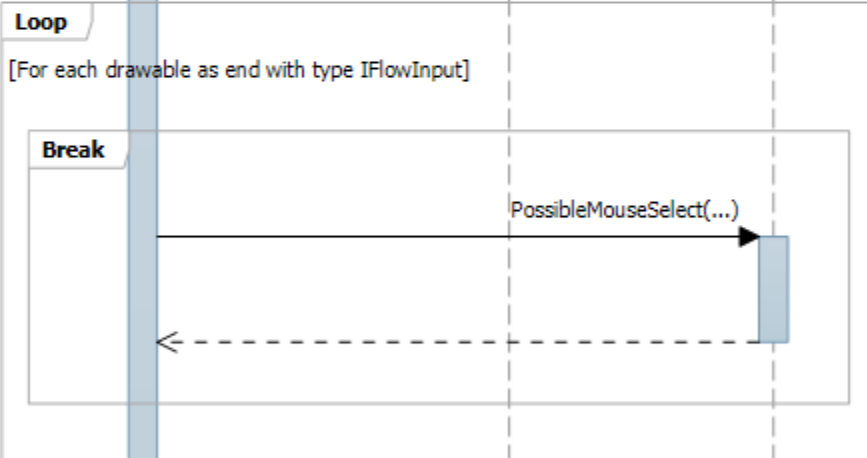 Loop
[For each drawable as end with type IFlowInput]
Break
PossibleMouseSelect(...)